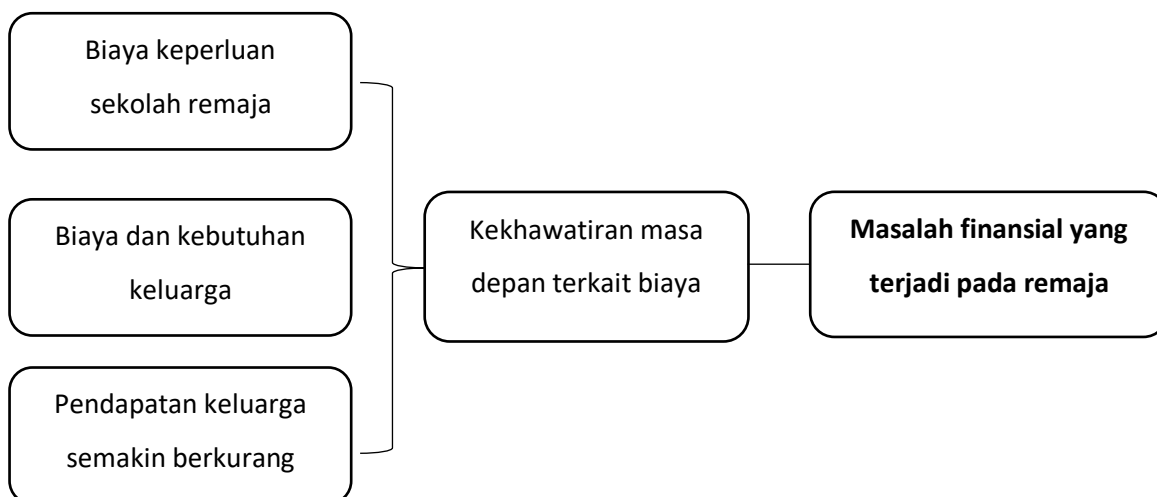 Biaya keperluan
sekolah remaja
Biaya dan kebutuhan
keluarga
Pendapatan keluarga
semakin berkurang
Kekhawatiran masa
depan terkait biaya
Masalah finansial yang
terjadi pada remaja